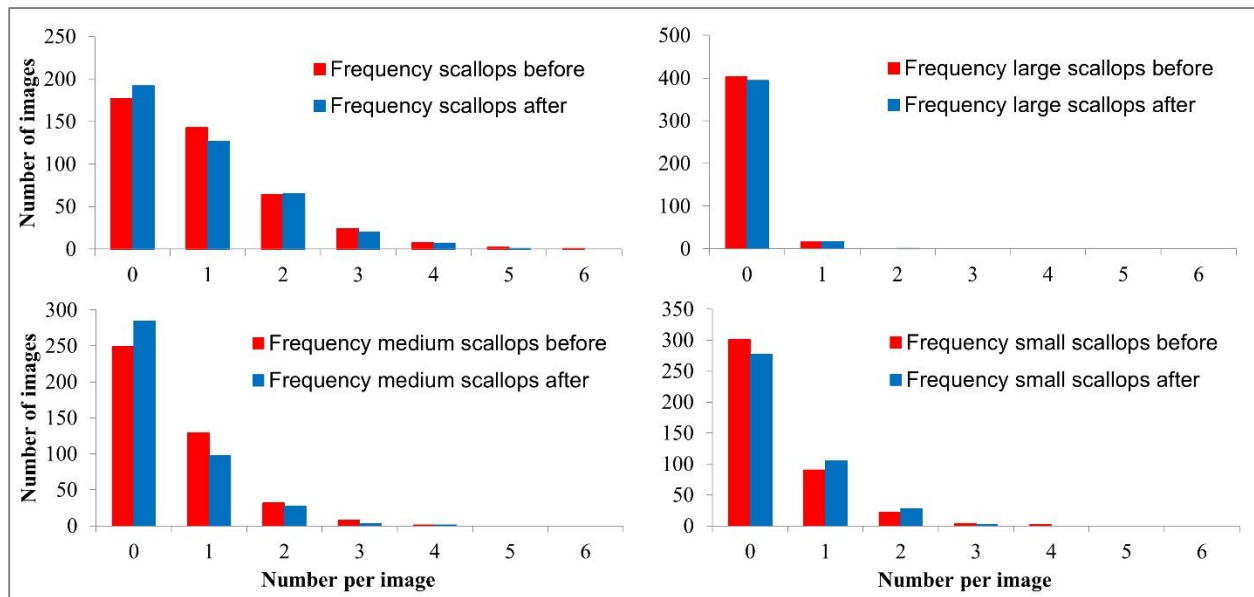 250
200
150
100
50
0
Number of images
Frequency scallops before
Frequency scallops after
0 1 2 3 4 5 6
500
400
300
200
100
0
Frequency large scallops before
Frequency large scallops after
0 1 2 3 4 5 6
300
250
200
150
100
50
0
Number of images
Frequency medium scallops before
Frequency medium scallops after
0 1 2 3 4 5 6
Number per image
350
300
250
200
150
100
50
0
Frequency small scallops before
Frequency small scallops after
0 1 2 3 4 5 6
Number per image